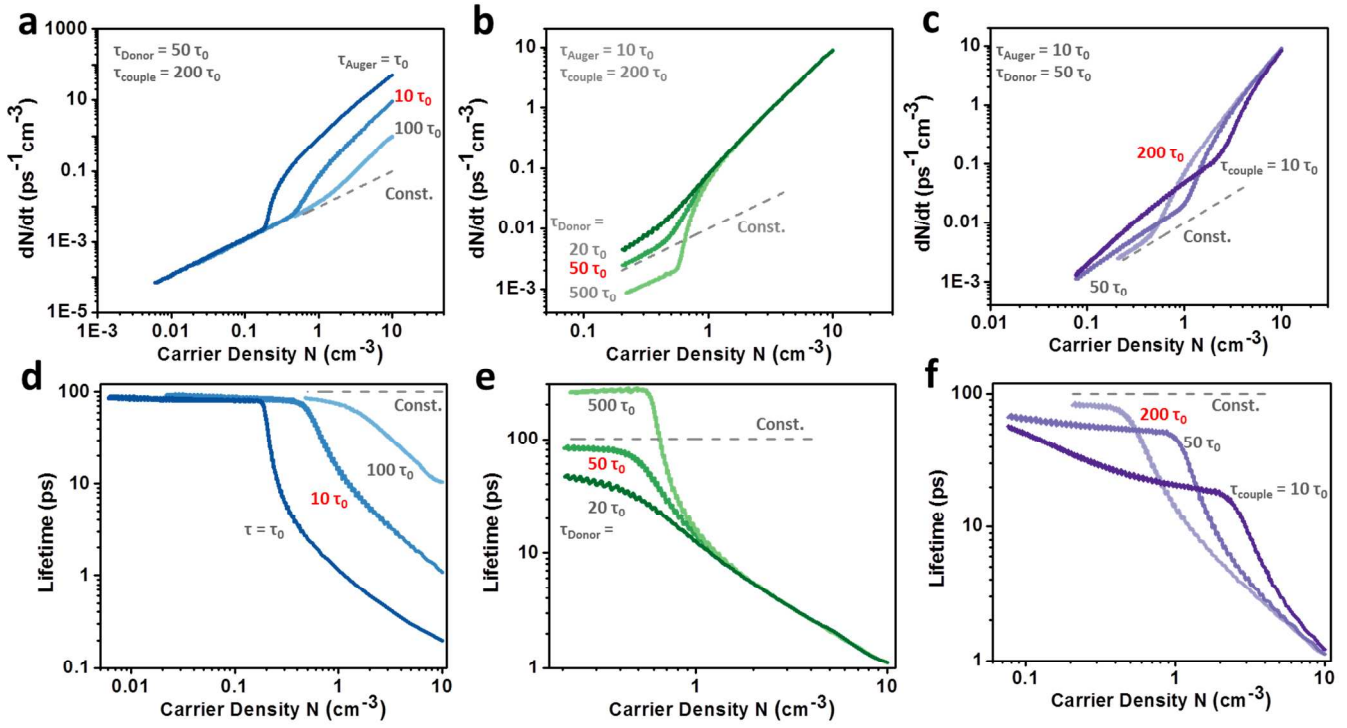 a
1000
10
0.1
1E-3
1E-5
dN/dt (ps⁻¹cm⁻³)
τDonor = 50 τ₀
τcouple = 200 τ₀
τAuger = τ₀
10 τ₀
100 τ₀
Const.
1E-3 0.01 0.1 1 10
Carrier Density N (cm⁻³)
b
10
1
0.1
0.01
1E-3
dN/dt (ps⁻¹cm⁻³)
τAuger = 10 τ₀
τcouple = 200 τ₀
τDonor =
20 τ₀
50 τ₀
500 τ₀
Const.
0.1 1 10
Carrier Density N (cm⁻³)
c
10
1
0.1
0.01
1E-3
dN/dt (ps⁻¹cm⁻³)
τAuger = 10 τ₀
τDonor = 50 τ₀
200 τ₀
τcouple = 10 τ₀
Const.
50 τ₀
0.01 0.1 1 10
Carrier Density N (cm⁻³)
d
100
10
1
0.1
Lifetime (ps)
Const.
100 τ₀
10 τ₀
τ = τ₀
0.01 0.1 1 10
Carrier Density N (cm⁻³)
e
100
10
1
Lifetime (ps)
500 τ₀
Const.
50 τ₀
20 τ₀
τDonor =
1 10
Carrier Density N (cm⁻³)
f
100
10
1
Lifetime (ps)
Const.
200 τ₀
50 τ₀
τcouple = 10 τ₀
0.1 1 10
Carrier Density N (cm⁻³)